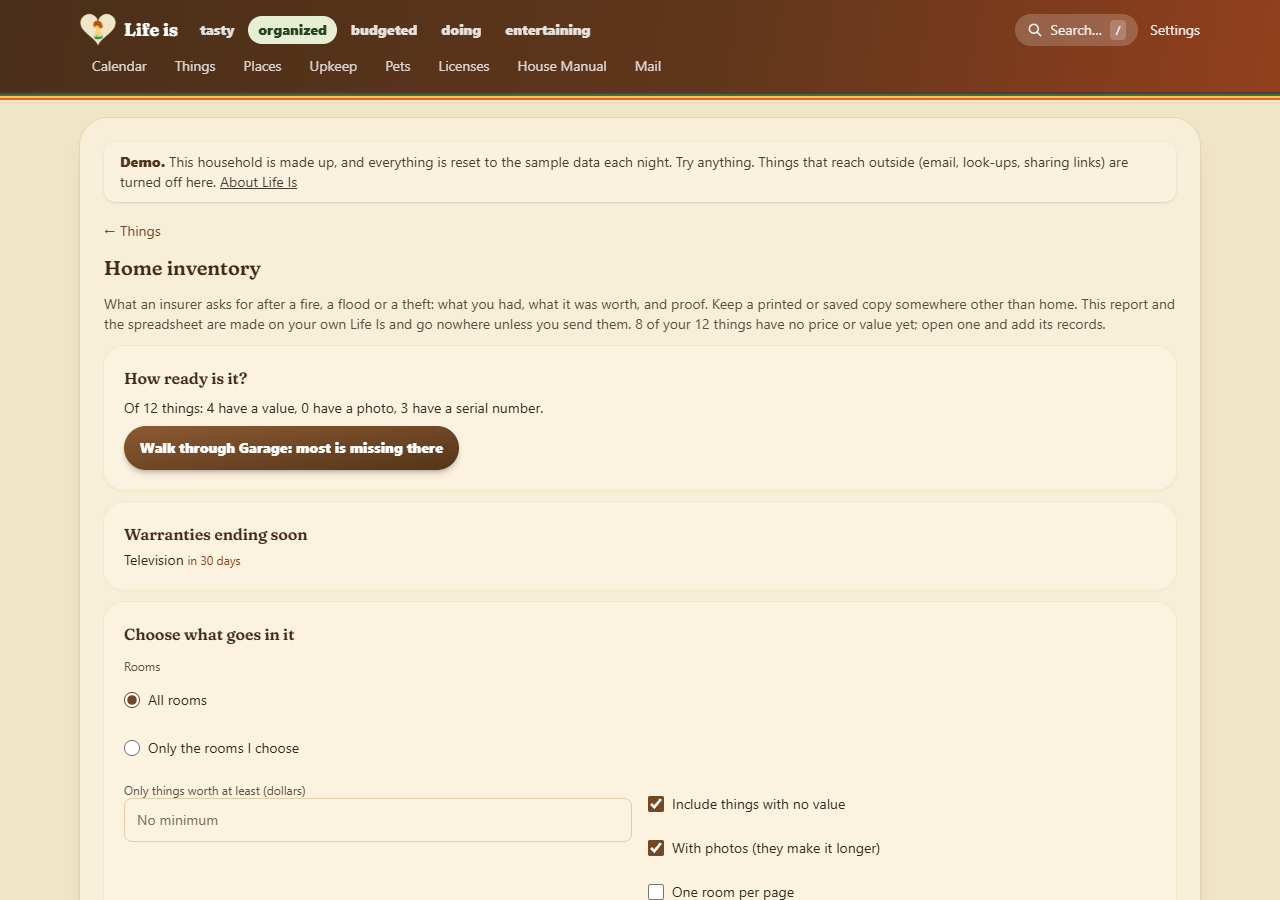 Life is tasty organized budgeted doing entertaining Search... / Settings
Calendar Things Places Upkeep Pets Licenses House Manual Mail
Demo. This household is made up, and everything is reset to the sample data each night. Try anything. Things that reach outside (email, look-ups, sharing links) are
turned off here. About Life Is
← Things
Home inventory
What an insurer asks for after a fire, a flood or a theft: what you had, what it was worth, and proof. Keep a printed or saved copy somewhere other than home. This report and
the spreadsheet are made on your own Life Is and go nowhere unless you send them. 8 of your 12 things have no price or value yet; open one and add its records.
How ready is it?
Of 12 things: 4 have a value, 0 have a photo, 3 have a serial number.
Walk through Garage: most is missing there
Warranties ending soon
Television in 30 days
Choose what goes in it
Rooms
All rooms
Only the rooms I choose
Only things worth at least (dollars)
No minimum
Include things with no value
With photos (they make it longer)
One room per page